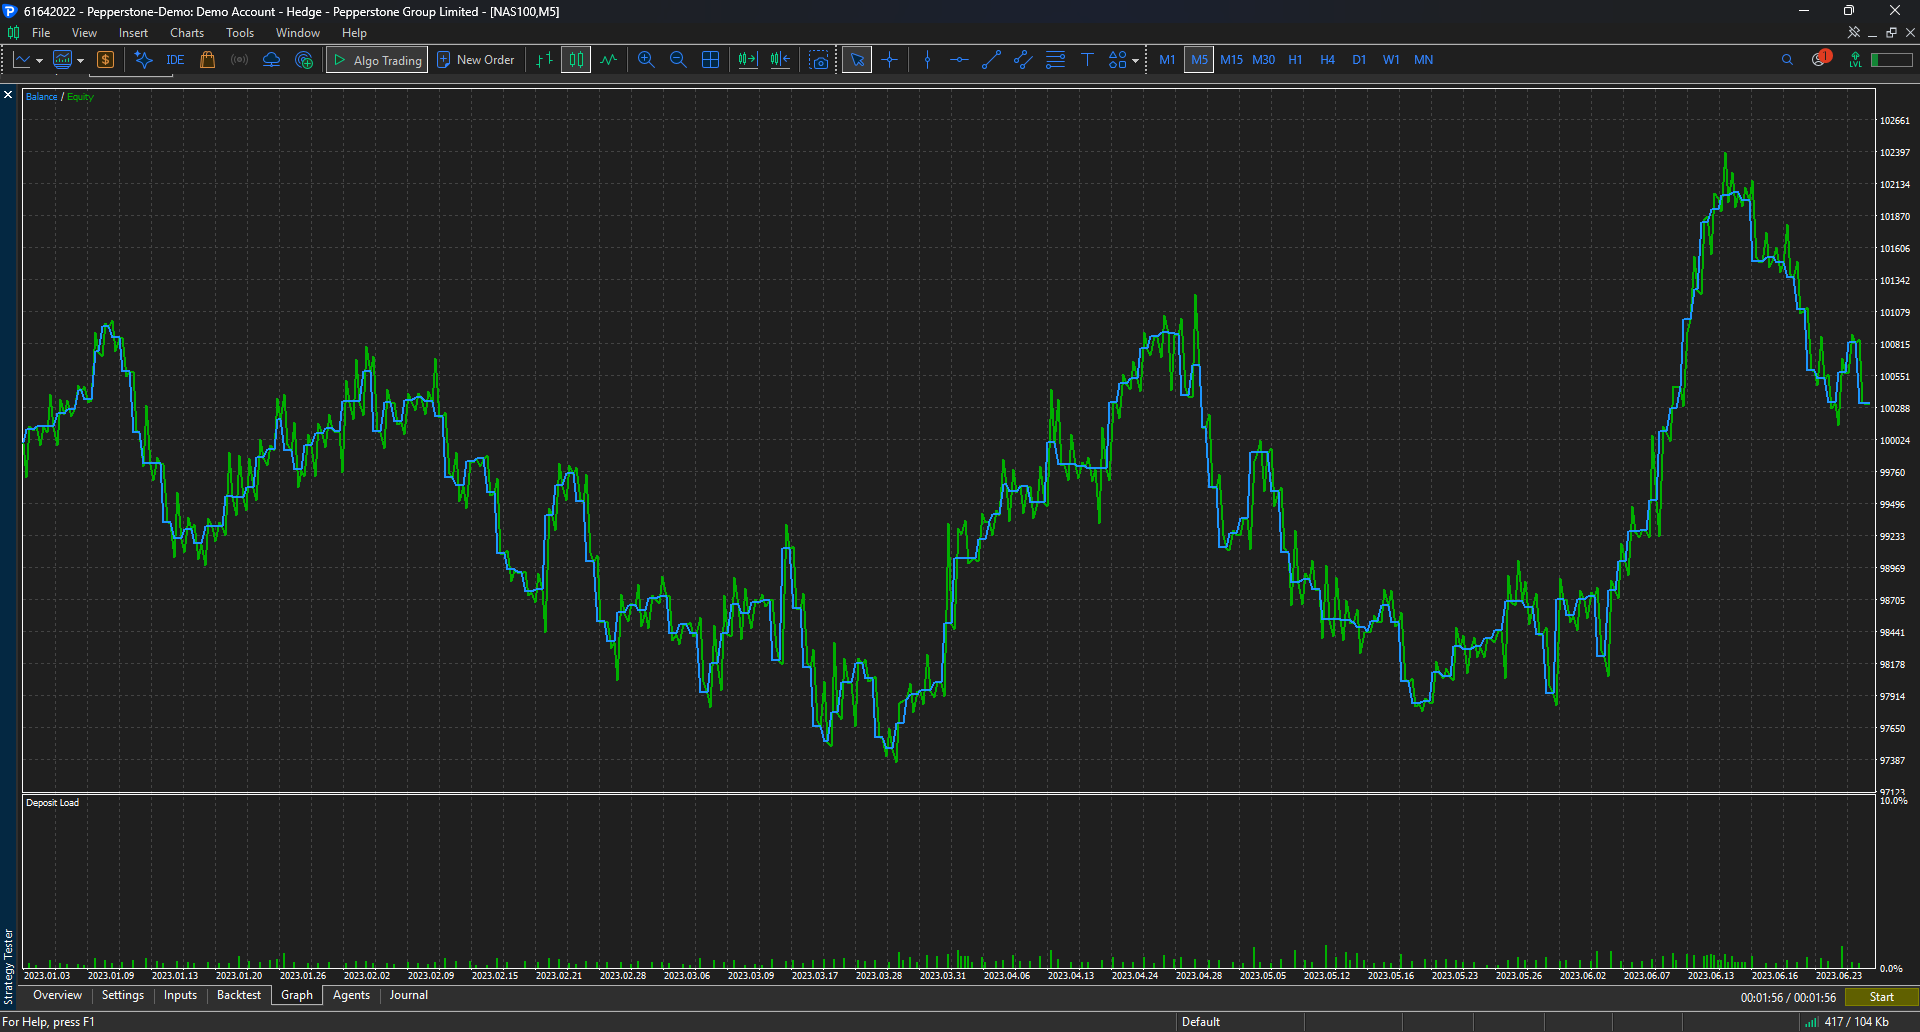 61642022 - Pepperstone-Demo: Demo Account - Hedge - Pepperstone Group Limited - [NAS100,M5]
File View Insert Charts Tools Window Help
IDE Algo Trading New Order M1 M5 M15 M30 H1 H4 D1 W1 MN 1 LVL
Balance / Equity
102661
102397
102134
101870
101606
101342
101079
100815
100551
100288
100024
99760
99496
99233
98969
98705
98441
98178
97914
97650
97387
97123
Deposit Load
10.0%
0.0%
2023.01.03 2023.01.09 2023.01.13 2023.01.20 2023.01.26 2023.02.02 2023.02.09 2023.02.15 2023.02.21 2023.02.28 2023.03.06 2023.03.09 2023.03.17 2023.03.28 2023.03.31 2023.04.06 2023.04.13 2023.04.24 2023.04.28 2023.05.05 2023.05.12 2023.05.16 2023.05.23 2023.05.26 2023.06.02 2023.06.07 2023.06.13 2023.06.16 2023.06.23
Strategy Tester
Overview Settings Inputs Backtest Graph Agents Journal
00:01:56 / 00:01:56 Start
For Help, press F1
Default
417 / 104 Kb